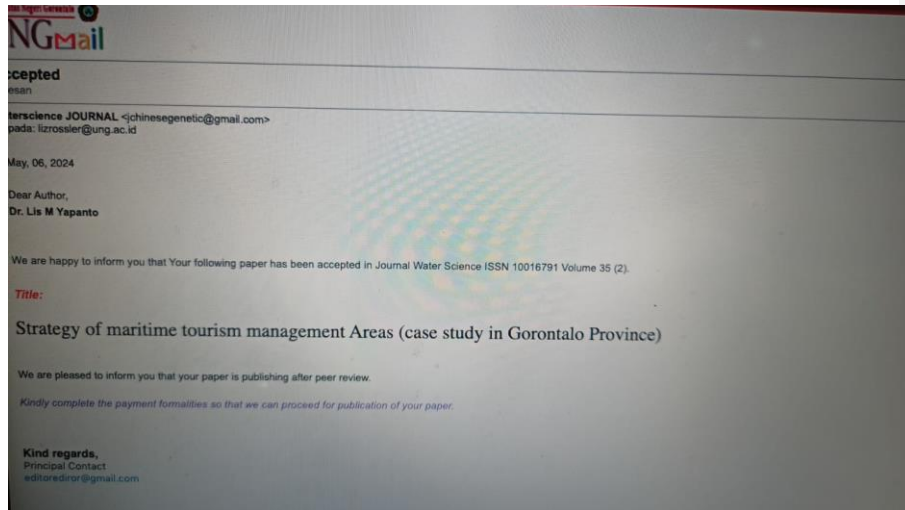 NGMail
ccepted
esan
terscience JOURNAL <jchinesegenetic@gmail.com>
pada: lizrossler@ung.ac.id
May, 06, 2024
Dear Author,
Dr. Lis M Yapanto
We are happy to inform you that Your following paper has been accepted in Journal Water Science ISSN 10016791 Volume 35 (2).
Title:
Strategy of maritime tourism management Areas (case study in Gorontalo Province)
We are pleased to inform you that your paper is publishing after peer review.
Kindly complete the payment formalities so that we can proceed for publication of your paper.
Kind regards,
Principal Contact
editorediror@gmail.com